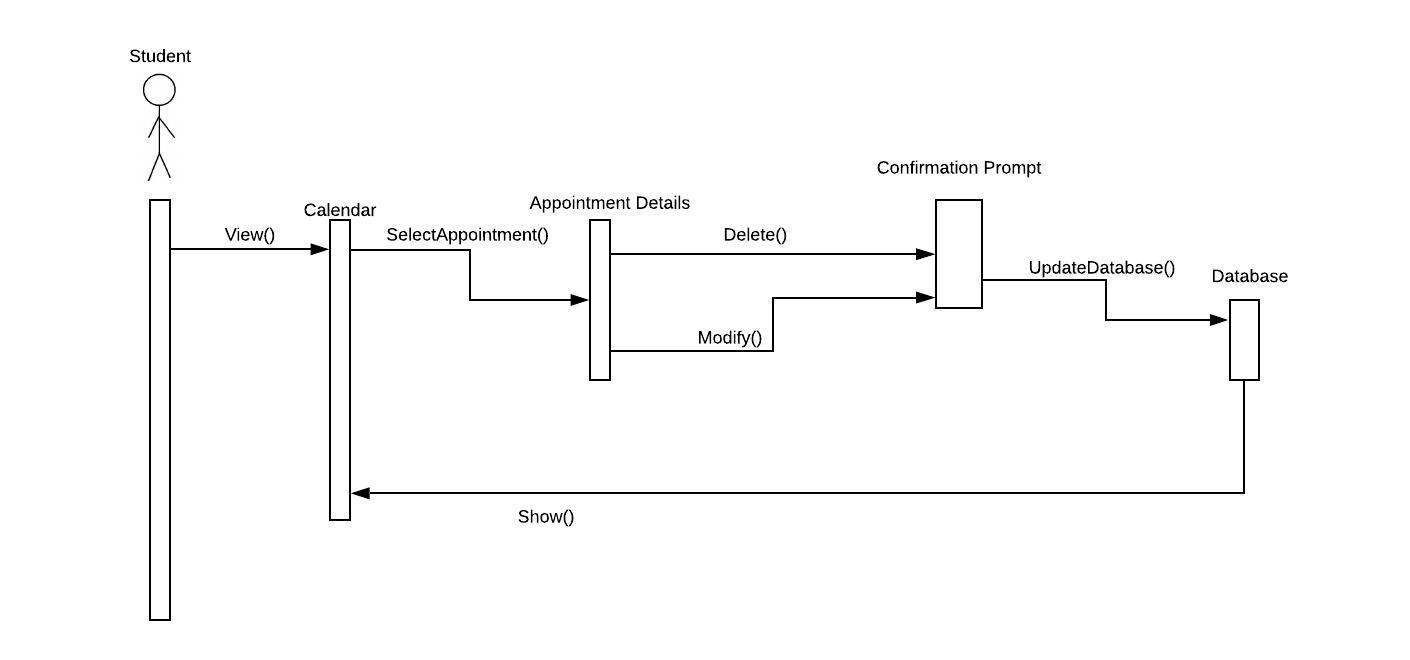 Student
Confirmation Prompt
Appointment Details
Calendar
View()
SelectAppointment()
Delete()
UpdateDatabase()
Database
Modify()
Show()